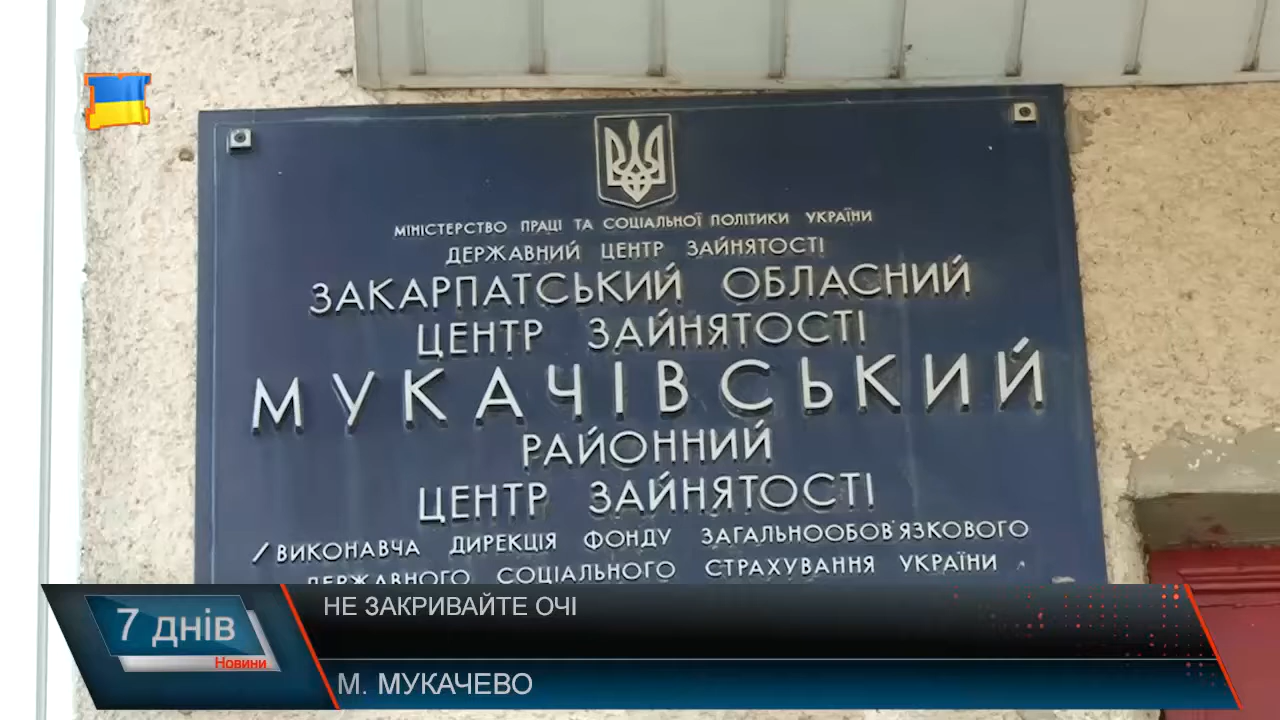 МІНІСТЕРСТВО ПРАЦІ ТА СОЦІАЛЬНОЇ ПОЛІТИКИ УКРАЇНИ
ДЕРЖАВНИЙ ЦЕНТР ЗАЙНЯТОСТІ
ЗАКАРПАТСЬКИЙ ОБЛАСНИЙ
ЦЕНТР ЗАЙНЯТОСТІ
МУКАЧІВСЬКИЙ
РАЙОННИЙ
ЦЕНТР ЗАЙНЯТОСТІ
/ВИКОНАВЧА ДИРЕКЦІЯ ФОНДУ ЗАГАЛЬНООБОВ'ЯЗКОВОГО
ДЕРЖАВНОГО СОЦІАЛЬНОГО СТРАХУВАННЯ УКРАЇНИ
7 днів
Новини
НЕ ЗАКРИВАЙТЕ ОЧІ
М. МУКАЧЕВО